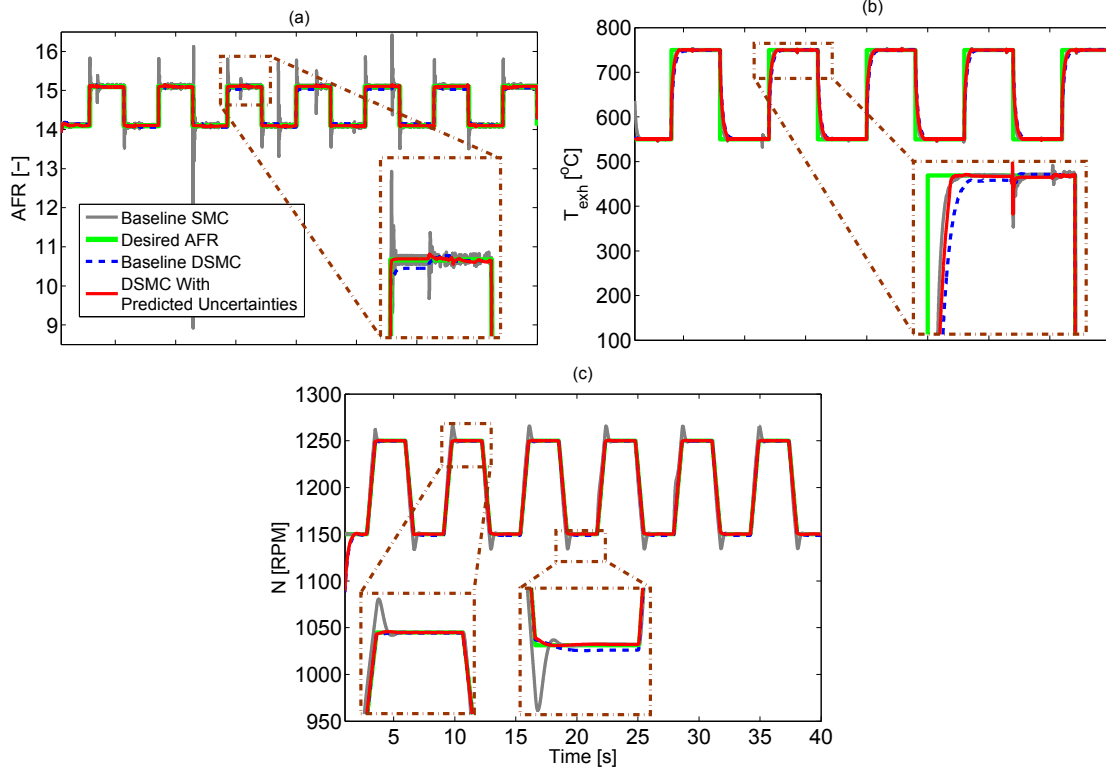 (a)
16
15
14
13
12
11
10
9
AFR [–]
Baseline SMC
Desired AFR
Baseline DSMC
DSMC With
Predicted Uncertainties
(b)
800
700
600
500
400
300
200
100
T_exh [°C]
(c)
1300
1250
1200
1150
1100
1050
1000
950
N [RPM]
5 10 15 20 25 30 35 40
Time [s]